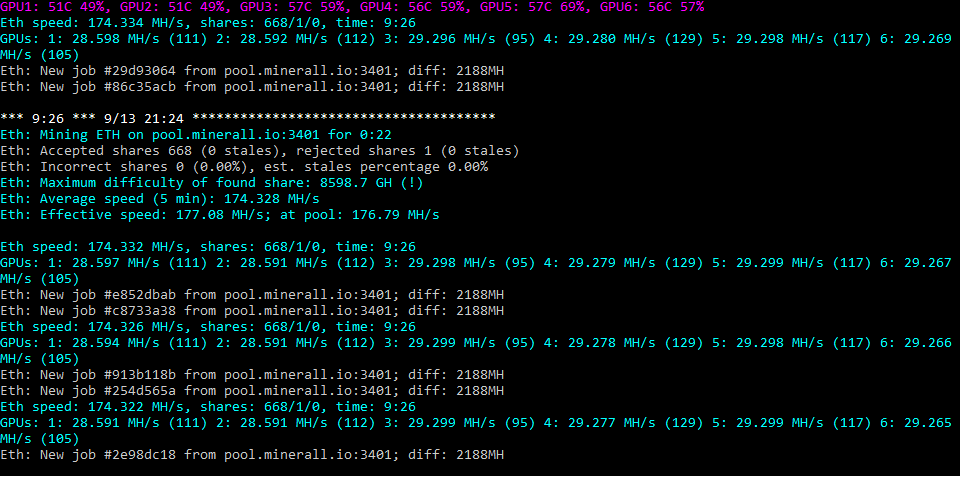 GPU1: 51C 49%, GPU2: 51C 49%, GPU3: 57C 59%, GPU4: 56C 59%, GPU5: 57C 69%, GPU6: 56C 57%
Eth speed: 174.334 MH/s, shares: 668/1/0, time: 9:26
GPUs: 1: 28.598 MH/s (111) 2: 28.592 MH/s (112) 3: 29.296 MH/s (95) 4: 29.280 MH/s (129) 5: 29.298 MH/s (117) 6: 29.269
MH/s (105)
Eth: New job #29d93064 from pool.minerall.io:3401; diff: 2188MH
Eth: New job #86c35acb from pool.minerall.io:3401; diff: 2188MH
*** 9:26 *** 9/13 21:24 **************************************
Eth: Mining ETH on pool.minerall.io:3401 for 0:22
Eth: Accepted shares 668 (0 stales), rejected shares 1 (0 stales)
Eth: Incorrect shares 0 (0.00%), est. stales percentage 0.00%
Eth: Maximum difficulty of found share: 8598.7 GH (!)
Eth: Average speed (5 min): 174.328 MH/s
Eth: Effective speed: 177.08 MH/s; at pool: 176.79 MH/s
Eth speed: 174.332 MH/s, shares: 668/1/0, time: 9:26
GPUs: 1: 28.597 MH/s (111) 2: 28.591 MH/s (112) 3: 29.298 MH/s (95) 4: 29.279 MH/s (129) 5: 29.299 MH/s (117) 6: 29.267
MH/s (105)
Eth: New job #e852dbab from pool.minerall.io:3401; diff: 2188MH
Eth: New job #c8733a38 from pool.minerall.io:3401; diff: 2188MH
Eth speed: 174.326 MH/s, shares: 668/1/0, time: 9:26
GPUs: 1: 28.594 MH/s (111) 2: 28.591 MH/s (112) 3: 29.299 MH/s (95) 4: 29.278 MH/s (129) 5: 29.298 MH/s (117) 6: 29.266
MH/s (105)
Eth: New job #913b118b from pool.minerall.io:3401; diff: 2188MH
Eth: New job #254d565a from pool.minerall.io:3401; diff: 2188MH
Eth speed: 174.322 MH/s, shares: 668/1/0, time: 9:26
GPUs: 1: 28.591 MH/s (111) 2: 28.591 MH/s (112) 3: 29.299 MH/s (95) 4: 29.277 MH/s (129) 5: 29.299 MH/s (117) 6: 29.265
MH/s (105)
Eth: New job #2e98dc18 from pool.minerall.io:3401; diff: 2188MH